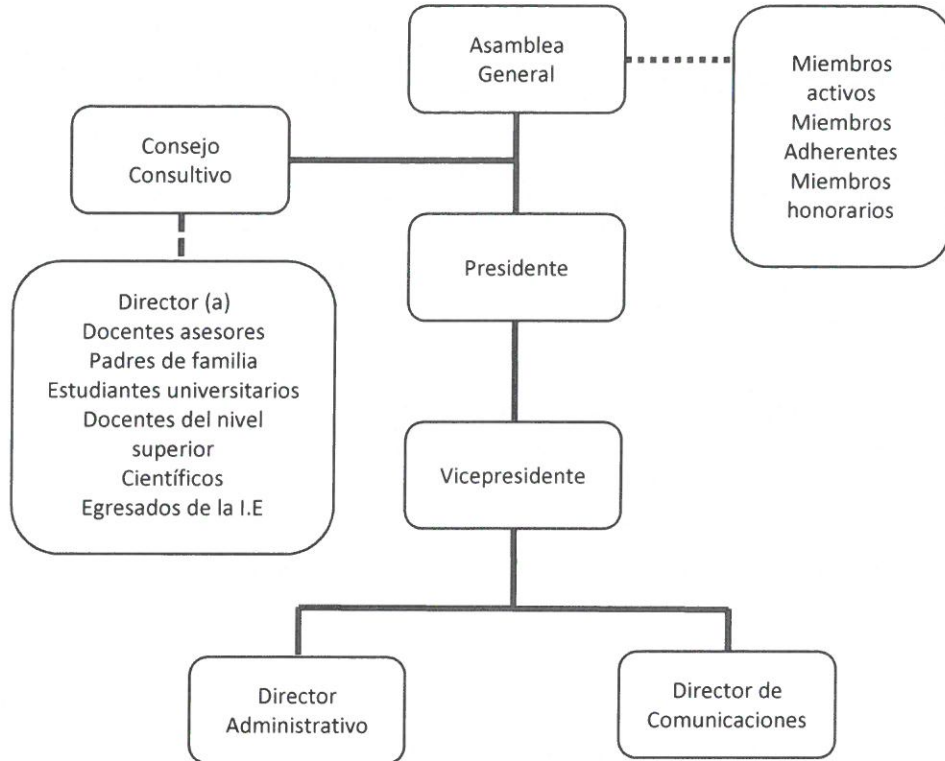 Asamblea
General
Miembros
activos
Miembros
Adherentes
Miembros
honorarios
Consejo
Consultivo
Presidente
Director (a)
Docentes asesores
Padres de familia
Estudiantes universitarios
Docentes del nivel
superior
Científicos
Egresados de la I.E
Vicepresidente
Director
Administrativo
Director de
Comunicaciones